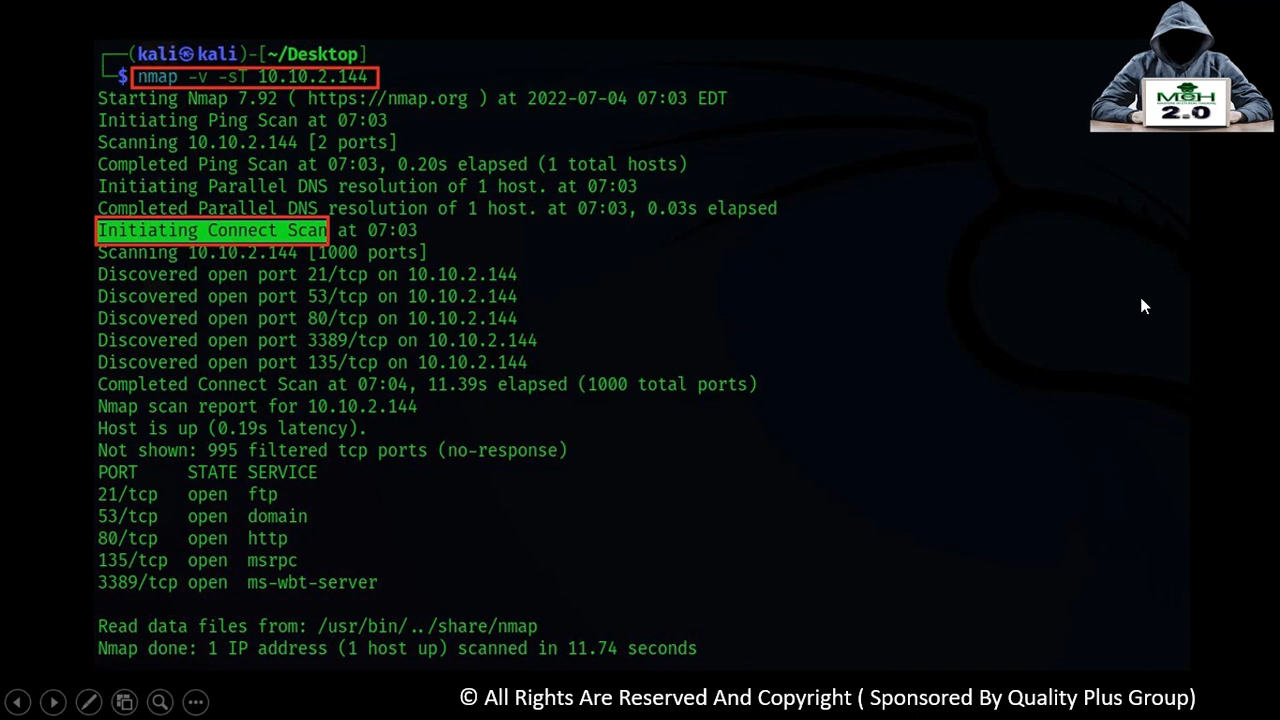 ┌──(kali㉿kali)-[~/Desktop]
└─$ nmap -v -sT 10.10.2.144
Starting Nmap 7.92 ( https://nmap.org ) at 2022-07-04 07:03 EDT
Initiating Ping Scan at 07:03
Scanning 10.10.2.144 [2 ports]
Completed Ping Scan at 07:03, 0.20s elapsed (1 total hosts)
Initiating Parallel DNS resolution of 1 host. at 07:03
Completed Parallel DNS resolution of 1 host. at 07:03, 0.03s elapsed
Initiating Connect Scan at 07:03
Scanning 10.10.2.144 [1000 ports]
Discovered open port 21/tcp on 10.10.2.144
Discovered open port 53/tcp on 10.10.2.144
Discovered open port 80/tcp on 10.10.2.144
Discovered open port 3389/tcp on 10.10.2.144
Discovered open port 135/tcp on 10.10.2.144
Completed Connect Scan at 07:04, 11.39s elapsed (1000 total ports)
Nmap scan report for 10.10.2.144
Host is up (0.19s latency).
Not shown: 995 filtered tcp ports (no-response)
PORT     STATE SERVICE
21/tcp   open  ftp
53/tcp   open  domain
80/tcp   open  http
135/tcp  open  msrpc
3389/tcp open  ms-wbt-server
Read data files from: /usr/bin/../share/nmap
Nmap done: 1 IP address (1 host up) scanned in 11.74 seconds
MEH
2.0
© All Rights Are Reserved And Copyright ( Sponsored By Quality Plus Group)